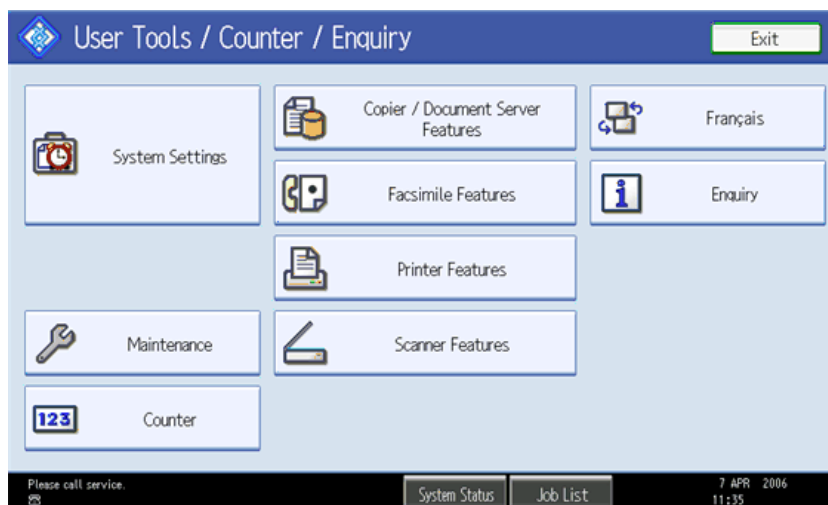 User Tools / Counter / Enquiry
Exit
System Settings
Copier / Document Server
Features
Français
Facsimile Features
Enquiry
Printer Features
Maintenance
Scanner Features
123
Counter
Please call service.
System Status
Job List
7 APR 2006
11:35